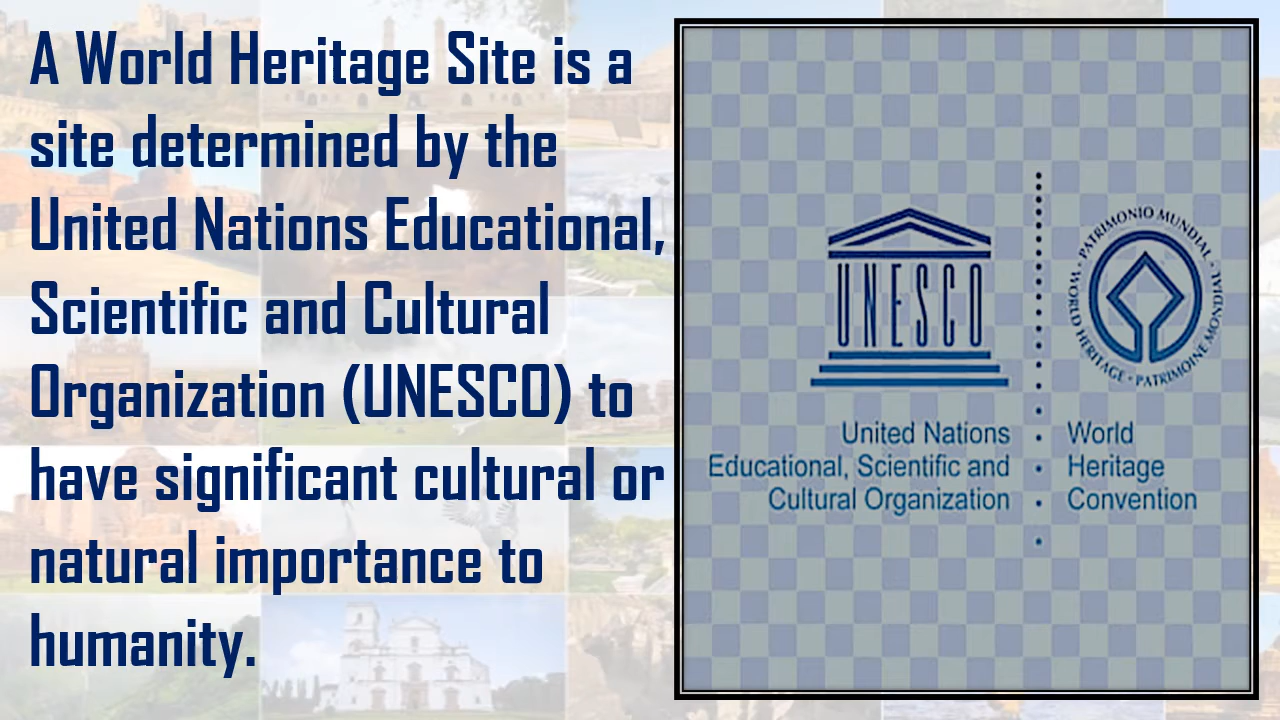 A World Heritage Site is a
site determined by the
United Nations Educational,
Scientific and Cultural
Organization (UNESCO) to
have significant cultural or
natural importance to
humanity.
UNESCO
United Nations
Educational, Scientific and
Cultural Organization
WORLD HERITAGE · PATRIMONIO MUNDIAL · PATRIMOINE MONDIAL ·
World
Heritage
Convention